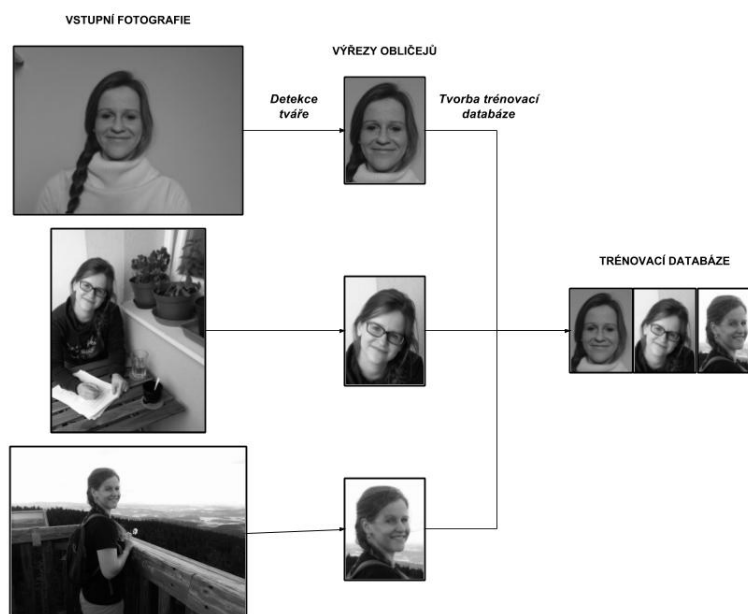 VSTUPNÍ FOTOGRAFIE
VÝŘEZY OBLIČEJŮ
Detekce
tváře
Tvorba trénovací
databáze
TRÉNOVACÍ DATABÁZE